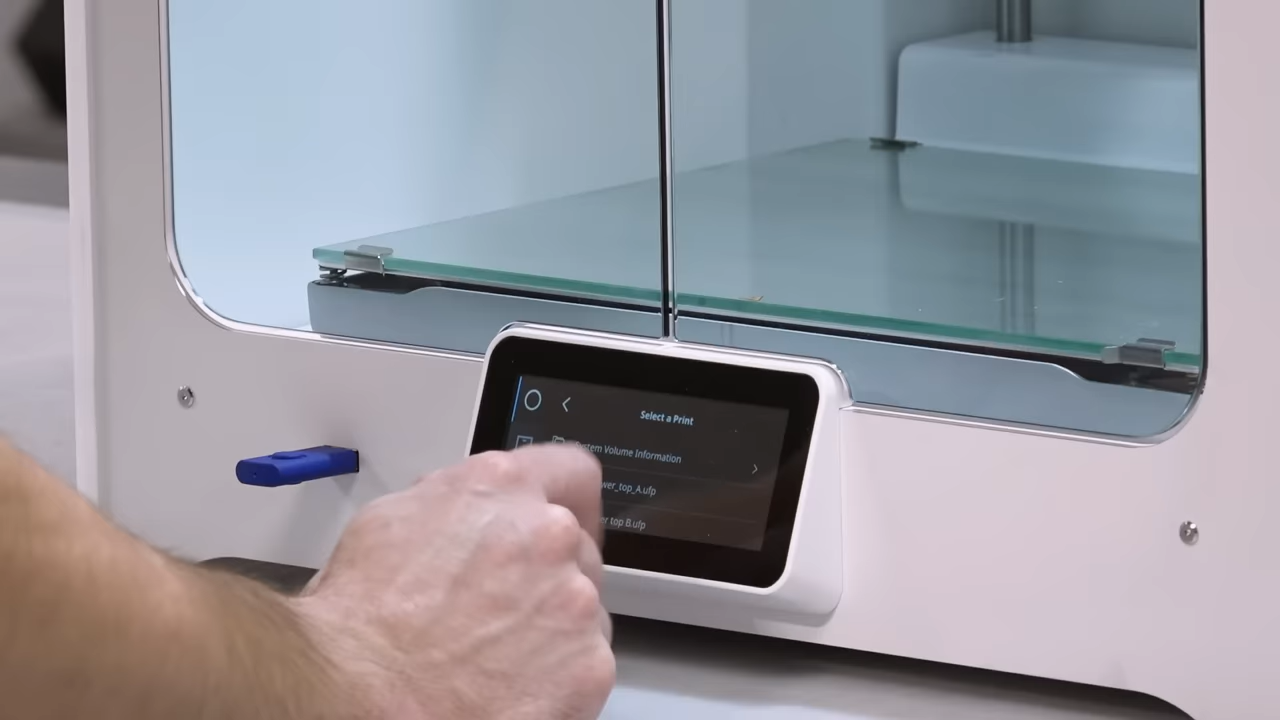 Select a Print
System Volume Information
wer_top_A.ufp
er top B.ufp